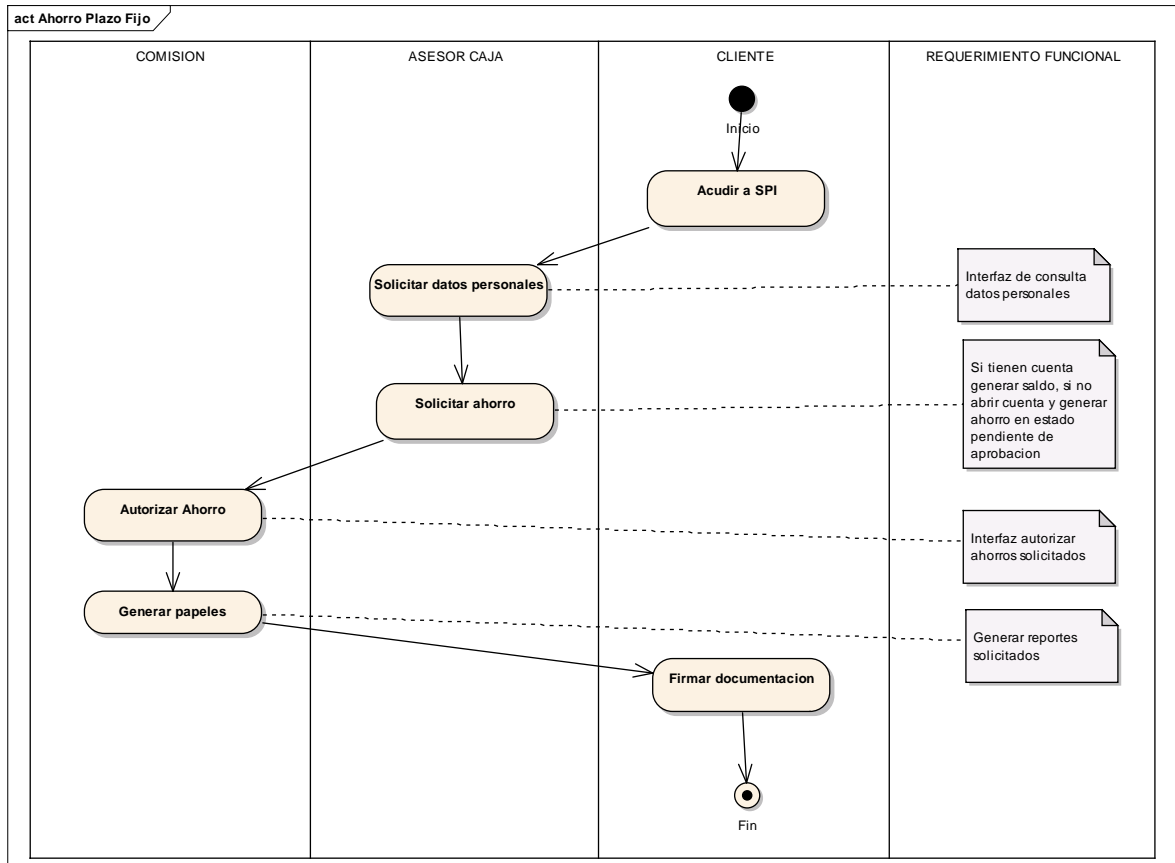 act Ahorro Plazo Fijo
COMISION
ASESOR CAJA
CLIENTE
REQUERIMIENTO FUNCIONAL
Inicio
Acudir a SPI
Solicitar datos personales
Interfaz de consulta
datos personales
Solicitar ahorro
Si tienen cuenta
generar saldo, si no
abrir cuenta y generar
ahorro en estado
pendiente de
aprobacion
Autorizar Ahorro
Interfaz autorizar
ahorros solicitados
Generar papeles
Generar reportes
solicitados
Firmar documentacion
Fin